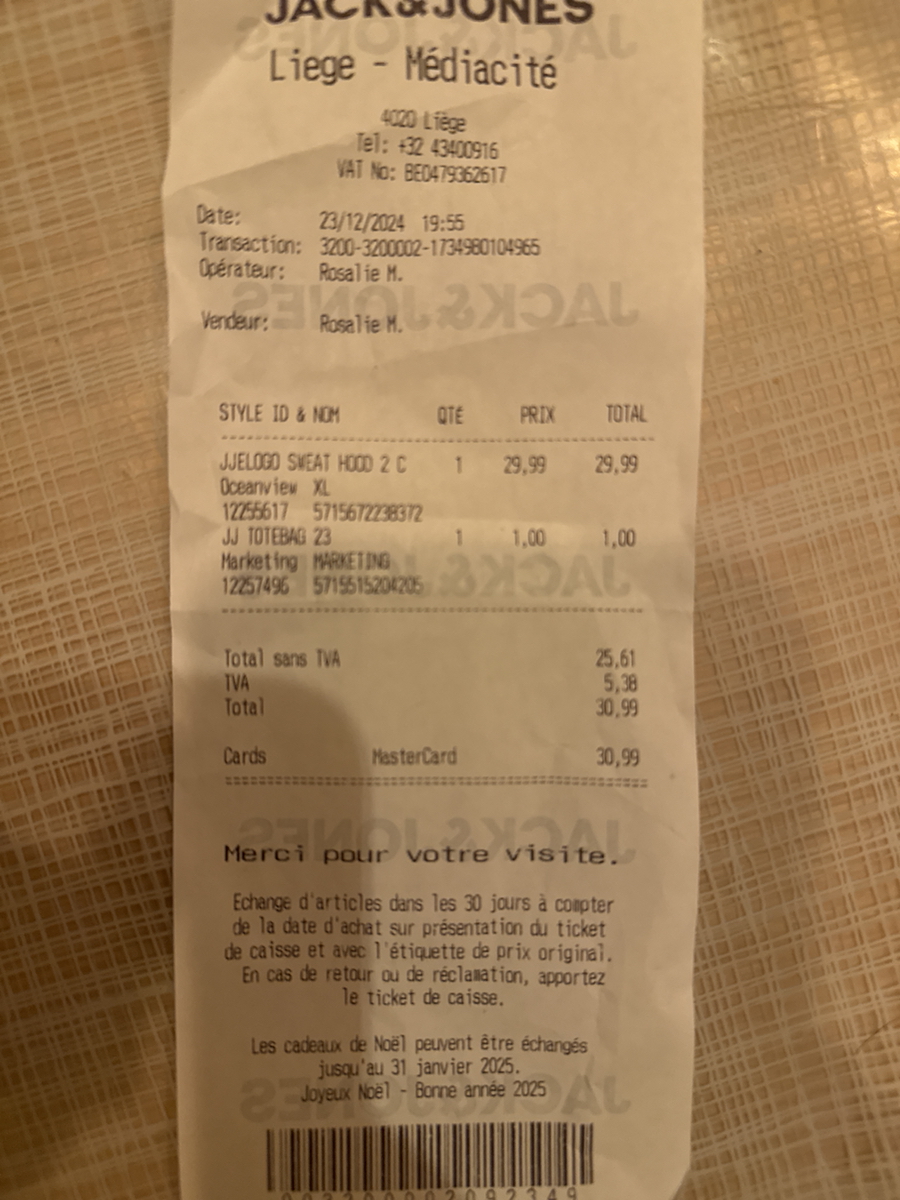 JACK&JONES
Liege - Médiacité
4020 Liège
Tel: +32 43400916
VAT No: BE0479362617
Date: 23/12/2024 19:55
Transaction: 3200-3200002-1734980104965
Opérateur: Rosalie M.
Vendeur: Rosalie M.
STYLE ID & NOM QTÉ PRIX TOTAL
JJELOGO SWEAT HOOD 2 C 1 29,99 29,99
Oceanview XL
12255617 5715672238372
JJ TOTEBAG 23 1 1,00 1,00
Marketing MARKETING
12257496 5715515204205
Total sans TVA 25,61
TVA 5,38
Total 30,99
Cards MasterCard 30,99
Merci pour votre visite.
Echange d'articles dans les 30 jours à compter
de la date d'achat sur présentation du ticket
de caisse et avec l'étiquette de prix original.
En cas de retour ou de réclamation, apportez
le ticket de caisse.
Les cadeaux de Noël peuvent être échangés
jusqu'au 31 janvier 2025.
Joyeux Noël - Bonne année 2025